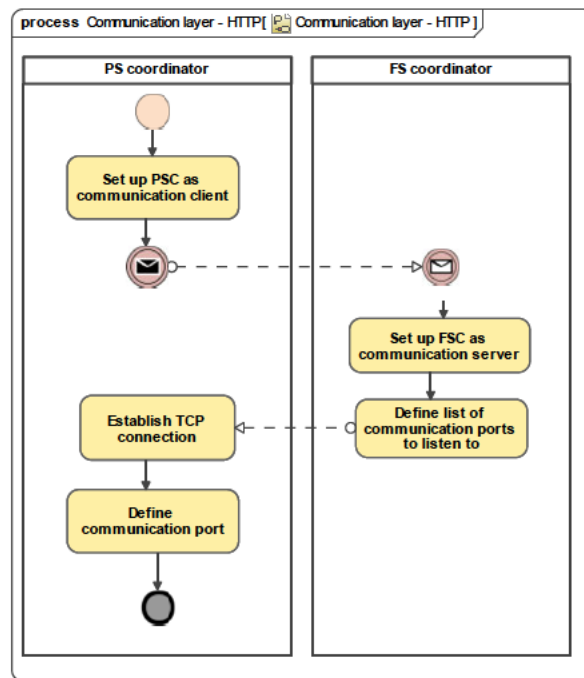 process Communication layer - HTTP[ Communication layer - HTTP ]
PS coordinator
FS coordinator
Set up PSC as
communication client
Set up FSC as
communication server
Establish TCP
connection
Define list of
communication ports
to listen to
Define
communication port